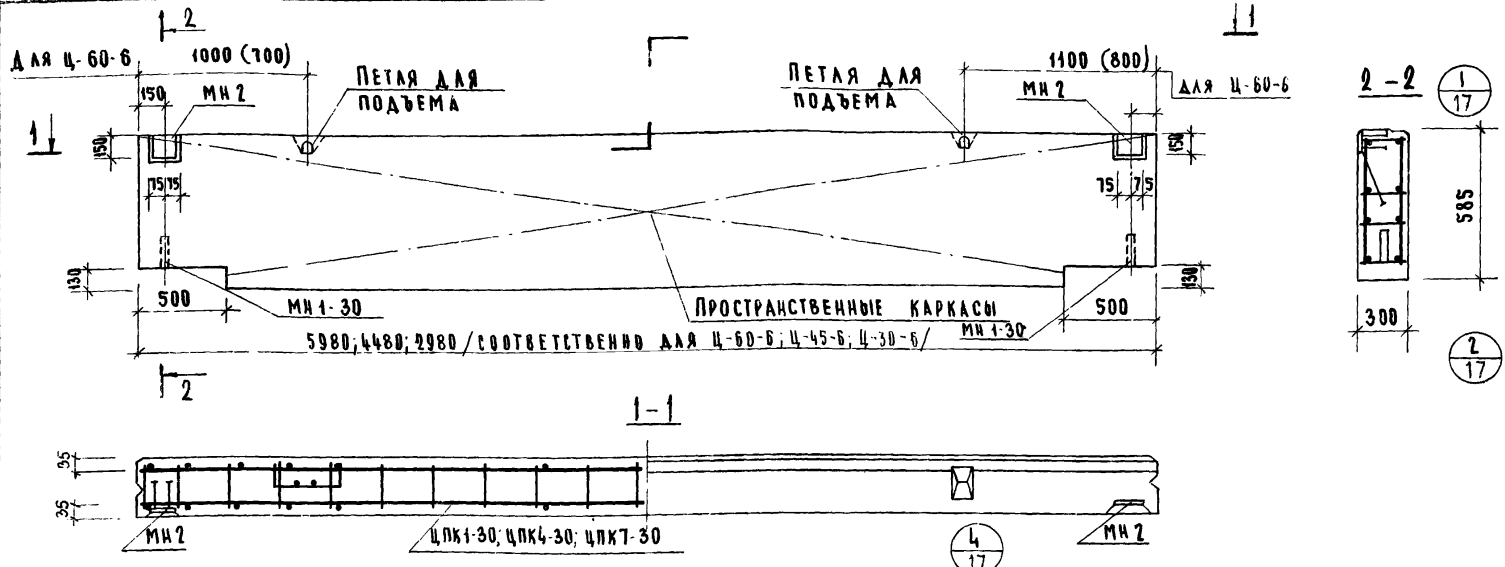 2
1
Для Ц-60-6
1000 (700)
1100 (800)
для Ц-60-6
Петля для подъема
Петля для подъема
150
МН 2
МН 2
2-2
1
17
1
150
150
75
75
75
75
585
130
130
500
МН 1-30
Пространственные каркасы
МН 1-30
500
300
5980; 4480; 2980 /соответственно для Ц-60-6; Ц-45-6; Ц-30-6/
2
17
2
1-1
35
35
МН 2
ЦПК1-30; ЦПК4-30; ЦПК7-30
4
17
МН 2